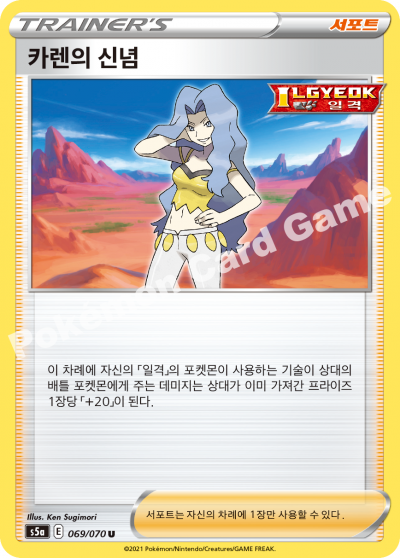 TRAINER'S
서포트
카렌의 신념
ILGYEOK
일격
Pokémon Card Game
이 차례에 자신의 「일격」의 포켓몬이 사용하는 기술이 상대의
배틀 포켓몬에게 주는 데미지는 상대가 이미 가져간 프라이즈
1장당 「+20」이 된다.
Illus. Ken Sugimori
s5a E 069/070 U
서포트는 자신의 차례에 1장만 사용할 수 있다.
©2021 Pokémon/Nintendo/Creatures/GAME FREAK.